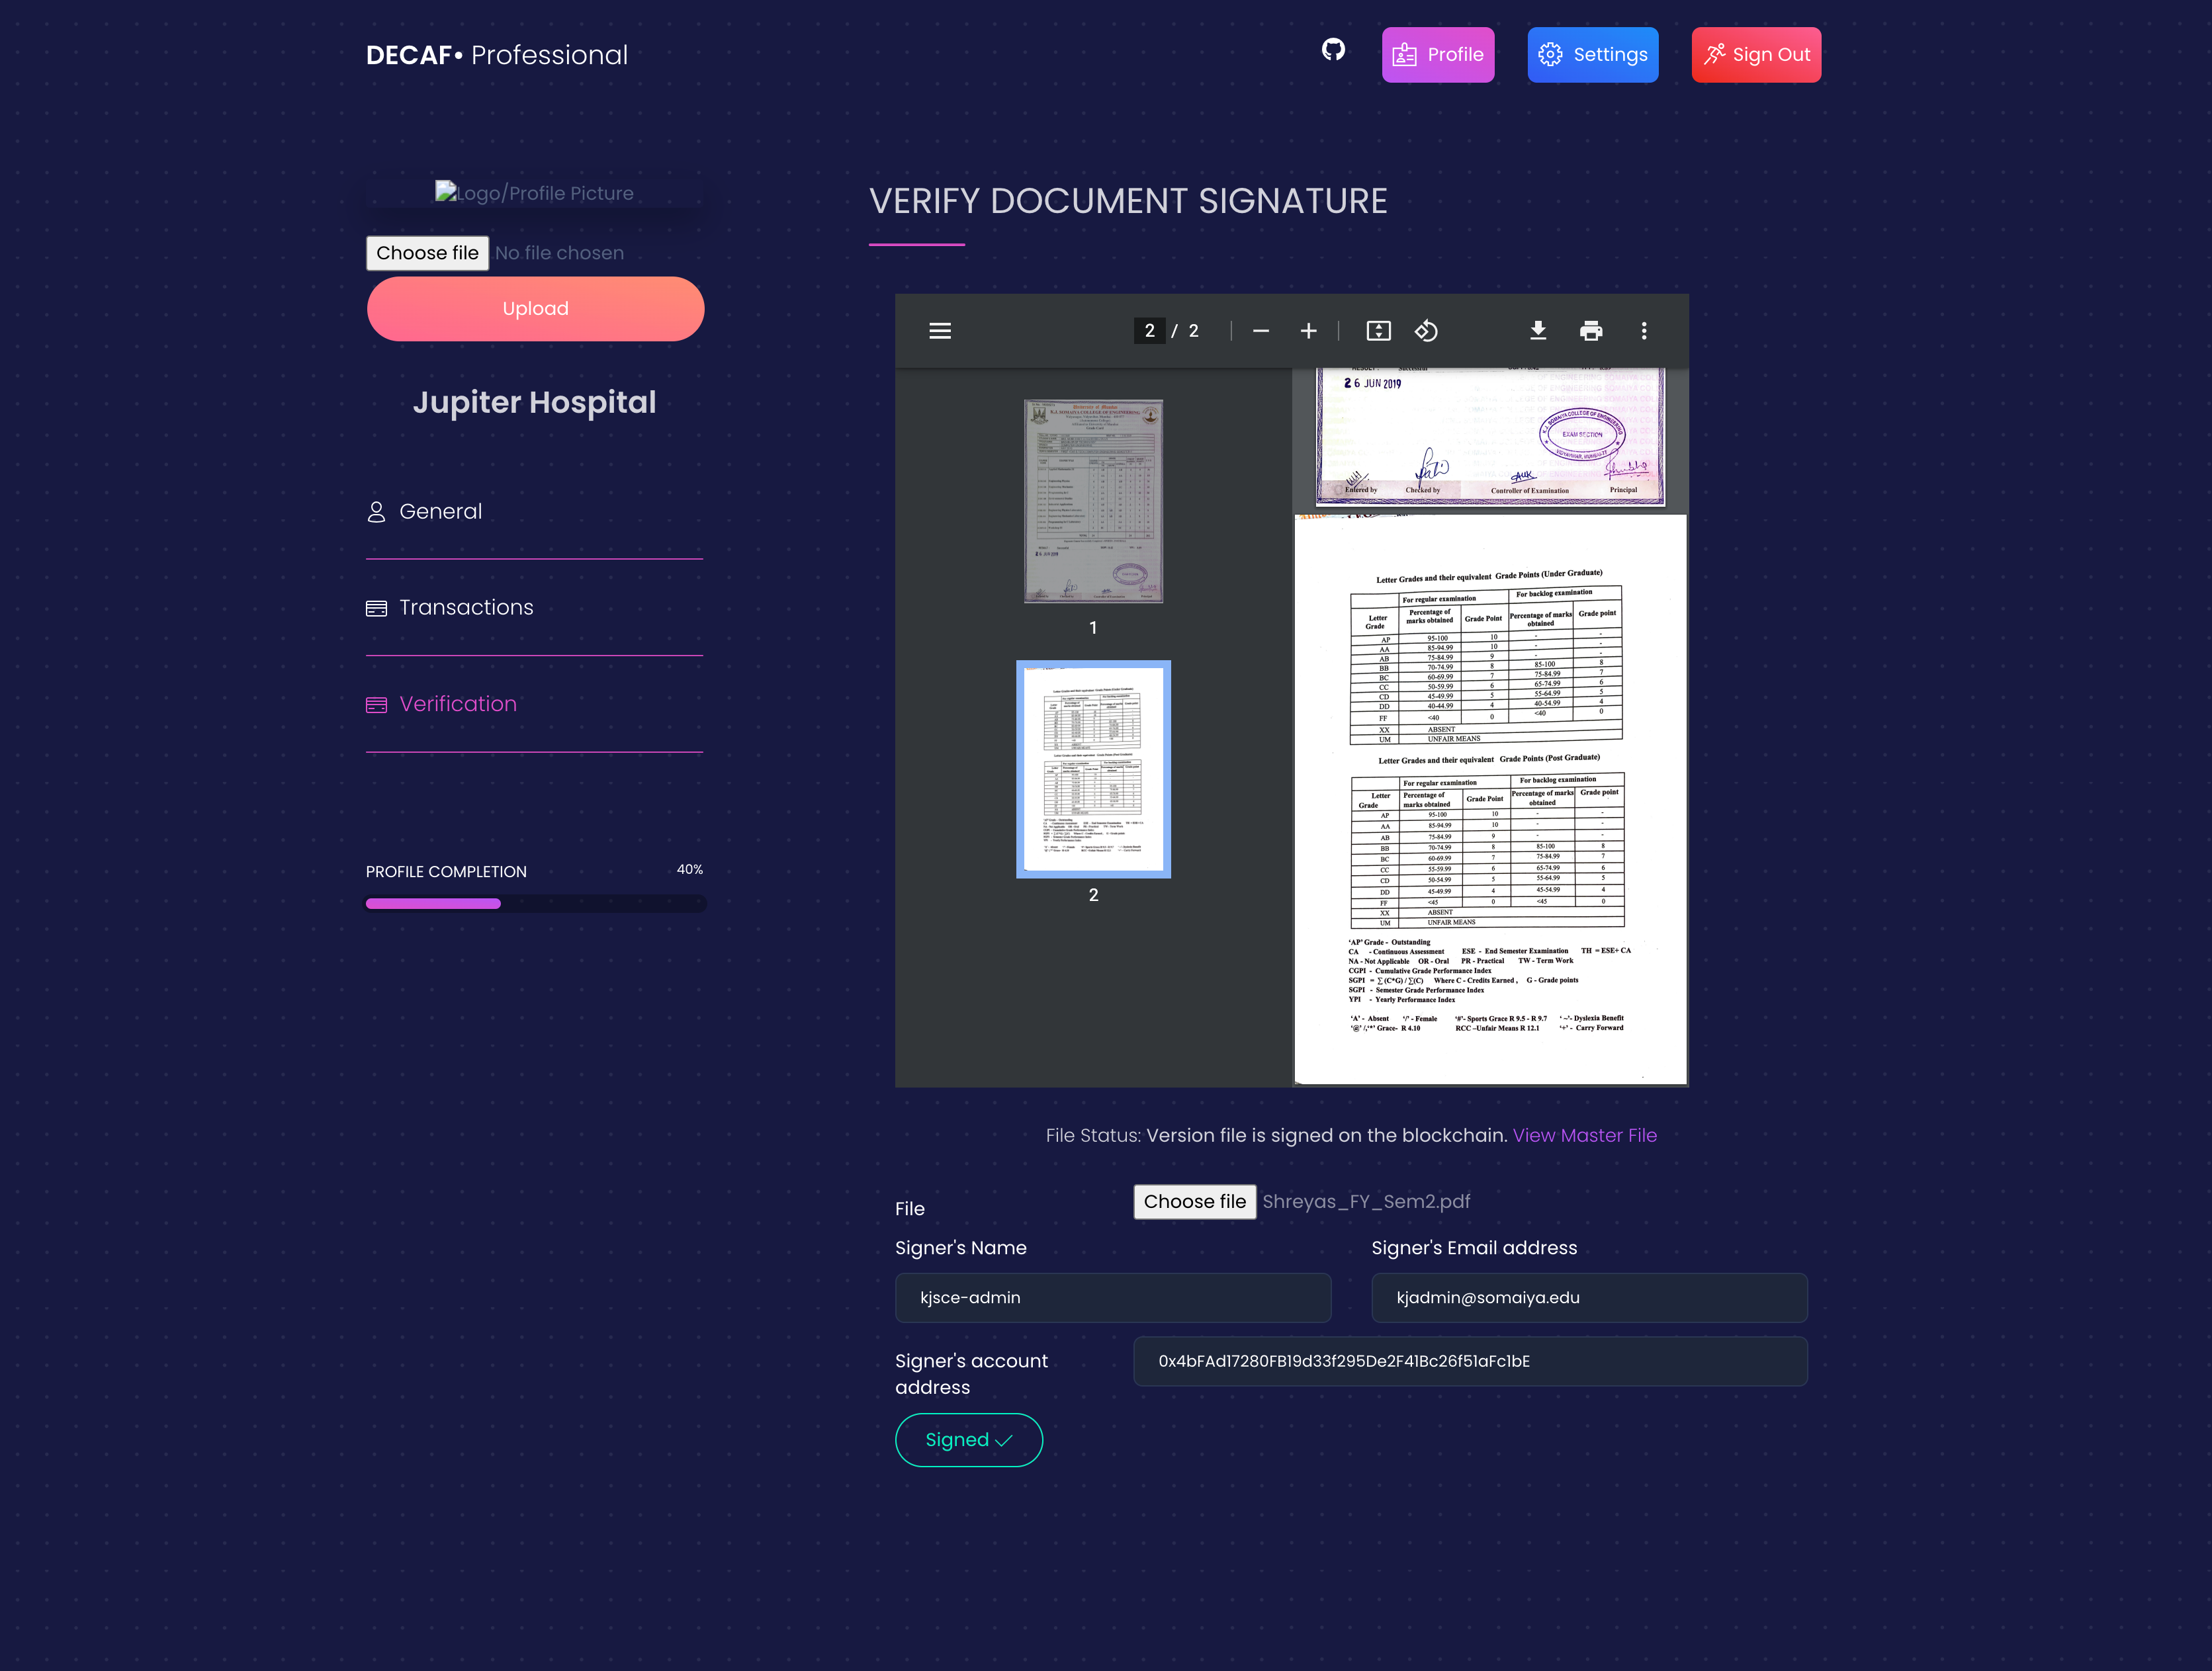 DECAF• Professional
Profile
Settings
Sign Out
Logo/Profile Picture
Choose file No file chosen
Upload
Jupiter Hospital
General
Transactions
Verification
PROFILE COMPLETION 40%
VERIFY DOCUMENT SIGNATURE
2 / 2
1
2
26 JUN 2019
K.J. SOMAIYA COLLEGE OF ENGINEERING
EXAM SECTION
VIDYAVIHAR, MUMBAI-77
Entered by Checked by Controller of Examination Principal
Letter Grades and their equivalent Grade Points (Under Graduate)
For regular examination For backlog examination
Letter Grade Percentage of marks obtained Grade Point Percentage of marks obtained Grade point
AP 95-100 10 - -
AA 85-94.99 10 - -
AB 75-84.99 9 - -
BB 70-74.99 8 85-100 8
BC 60-69.99 7 75-84.99 7
CC 50-59.99 6 65-74.99 6
CD 45-49.99 5 55-64.99 5
DD 40-44.99 4 40-54.99 4
FF <40 0 <40 0
XX ABSENT
UM UNFAIR MEANS
Letter Grades and their equivalent Grade Points (Post Graduate)
For regular examination For backlog examination
Letter Grade Percentage of marks obtained Grade Point Percentage of marks obtained Grade point
AP 95-100 10 - -
AA 85-94.99 10 - -
AB 75-84.99 9 - -
BB 70-74.99 8 85-100 8
BC 60-69.99 7 75-84.99 7
CC 55-59.99 6 65-74.99 6
CD 50-54.99 5 55-64.99 5
DD 45-49.99 4 45-54.99 4
FF <45 0 <45 0
XX ABSENT
UM UNFAIR MEANS
'AP' Grade - Outstanding
CA - Continuous Assessment ESE - End Semester Examination TH = ESE+ CA
NA - Not Applicable OR - Oral PR - Practical TW - Term Work
CGPI - Cumulative Grade Performance Index
SGPI = ∑ (C*G) / ∑(C) Where C - Credits Earned , G - Grade points
SGPI - Semester Grade Performance Index
YPI - Yearly Performance Index
'A' - Absent '/' - Female '#'- Sports Grace R 9.5 - R 9.7 '~'- Dyslexia Benefit
'@' /,'*' Grace- R 4.10 RCC –Unfair Means R 12.1 '+' - Carry Forward
File Status: Version file is signed on the blockchain. View Master File
File Choose file Shreyas_FY_Sem2.pdf
Signer's Name Signer's Email address
kjsce-admin kjadmin@somaiya.edu
Signer's account address 0x4bFAd17280FB19d33f295De2F41Bc26f51aFc1bE
Signed